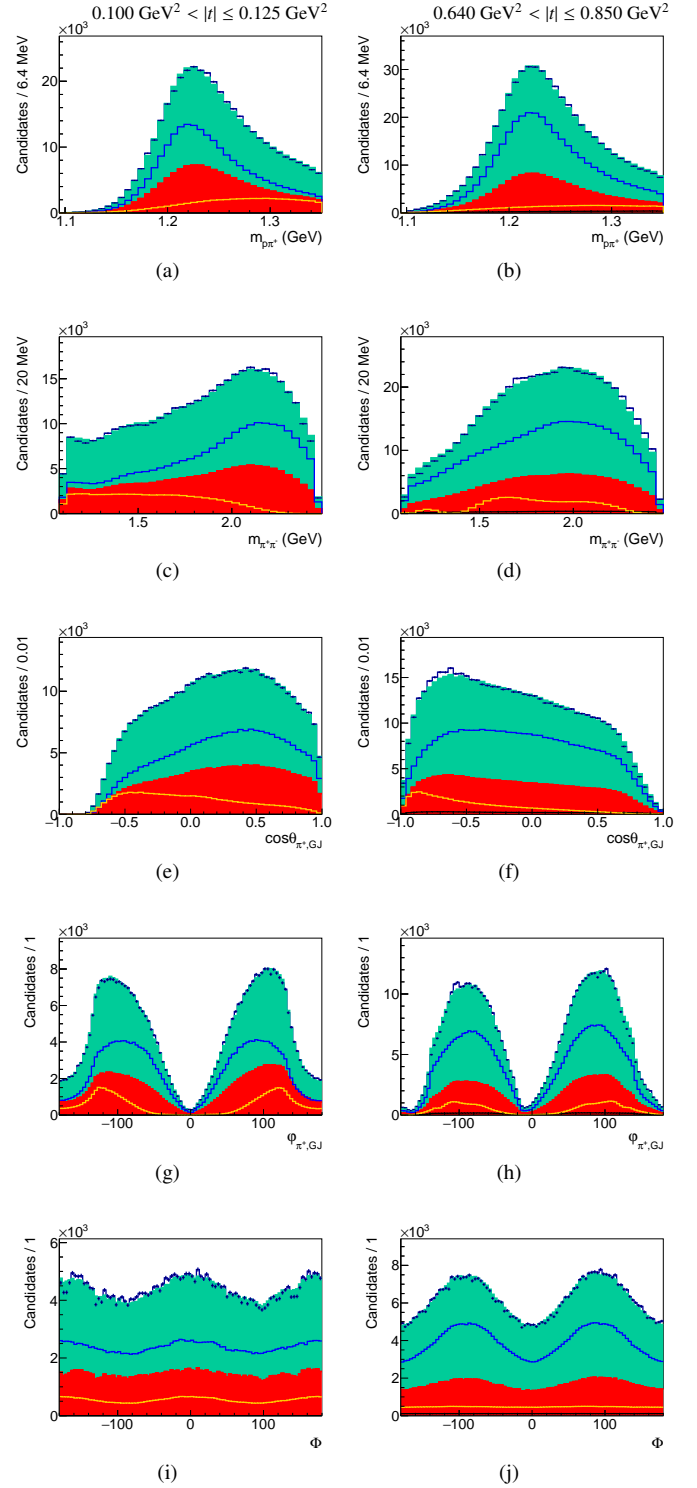 0.100 GeV² < |t| ≤ 0.125 GeV²
0.640 GeV² < |t| ≤ 0.850 GeV²
×10³
Candidates / 6.4 MeV
20
10
0
1.1 1.2 1.3
m_pπ⁺ (GeV)
(a)
×10³
Candidates / 6.4 MeV
30
20
10
0
1.1 1.2 1.3
m_pπ⁺ (GeV)
(b)
×10³
Candidates / 20 MeV
15
10
5
0
1.5 2.0
m_π⁺π⁻ (GeV)
(c)
×10³
Candidates / 20 MeV
20
10
0
1.5 2.0
m_π⁺π⁻ (GeV)
(d)
×10³
Candidates / 0.01
10
5
0
−1.0 −0.5 0.0 0.5 1.0
cosθ_π⁺,GJ
(e)
×10³
Candidates / 0.01
15
10
5
0
−1.0 −0.5 0.0 0.5 1.0
cosθ_π⁺,GJ
(f)
×10³
Candidates / 1
8
6
4
2
0
−100 0 100
φ_π⁺,GJ
(g)
×10³
Candidates / 1
10
5
0
−100 0 100
φ_π⁺,GJ
(h)
×10³
Candidates / 1
6
4
2
0
−100 0 100
Φ
(i)
×10³
Candidates / 1
8
6
4
2
0
−100 0 100
Φ
(j)